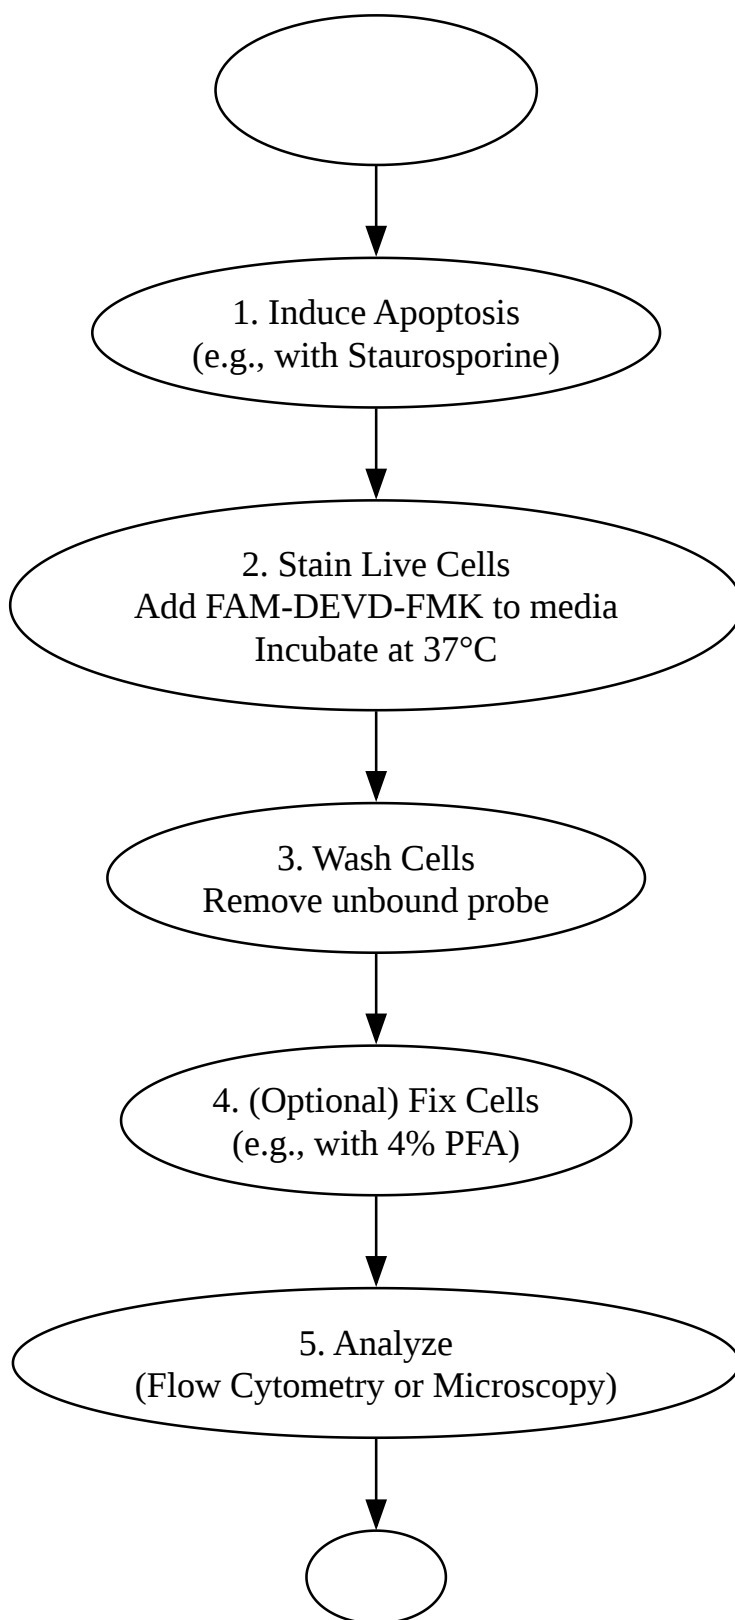 1. Induce Apoptosis
(e.g., with Staurosporine)
2. Stain Live Cells
Add FAM-DEVD-FMK to media
Incubate at 37°C
3. Wash Cells
Remove unbound probe
4. (Optional) Fix Cells
(e.g., with 4% PFA)
5. Analyze
(Flow Cytometry or Microscopy)